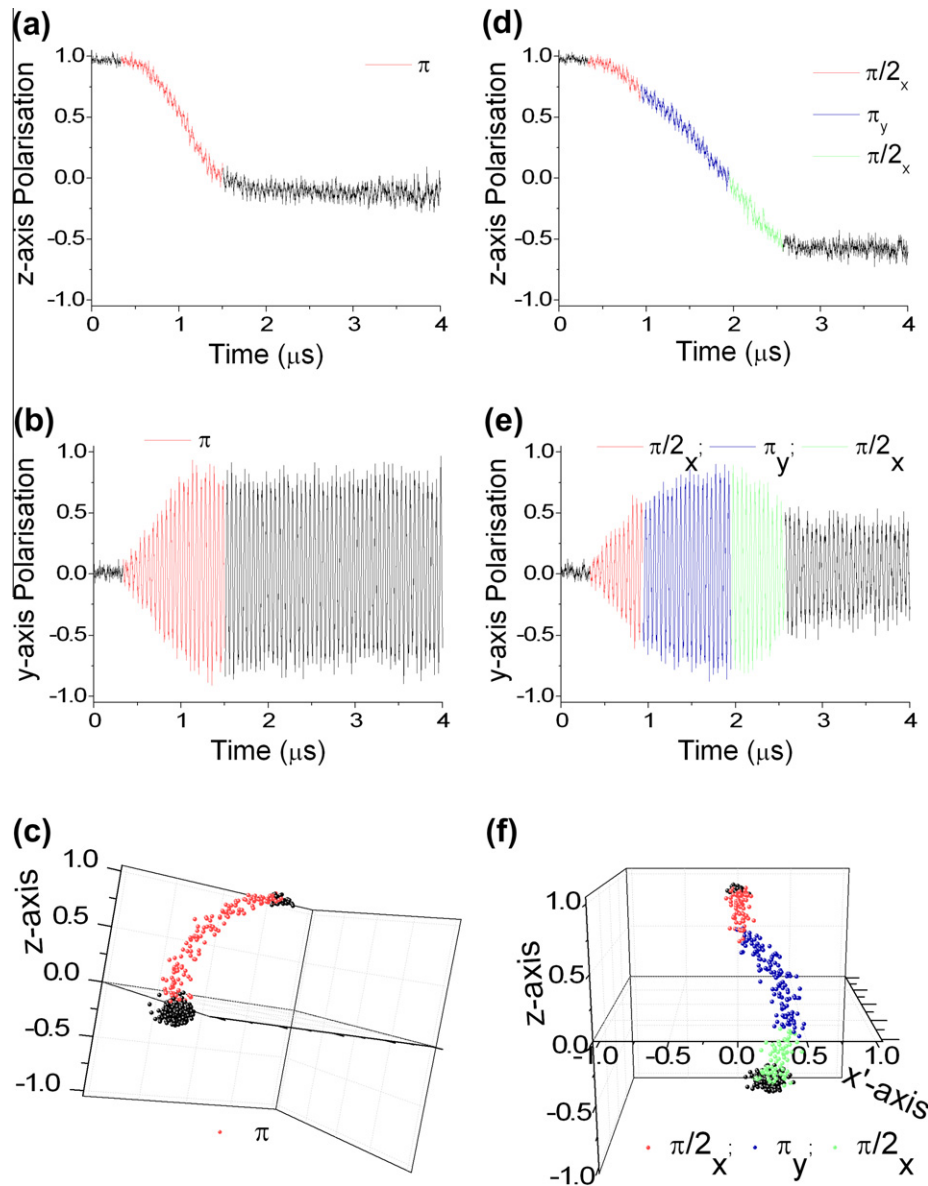 (a)
1.0
0.5
0.0
-0.5
-1.0
z-axis Polarisation
π
0 1 2 3 4
Time (μs)
(d)
1.0
0.5
0.0
-0.5
-1.0
z-axis Polarisation
π/2x
πy
π/2x
0 1 2 3 4
Time (μs)
(b)
π
1.0
0.5
0.0
-0.5
-1.0
y-axis Polarisation
0 1 2 3 4
Time (μs)
(e)
π/2x; πy; π/2x
1.0
0.5
0.0
-0.5
-1.0
y-axis Polarisation
0 1 2 3 4
Time (μs)
(c)
1.0
0.5
0.0
-0.5
-1.0
z-axis
π
(f)
1.0
0.5
0.0
-0.5
-1.0
z-axis
-1.0 -0.5 0.0 0.5 1.0
x'-axis
π/2x; πy; π/2x